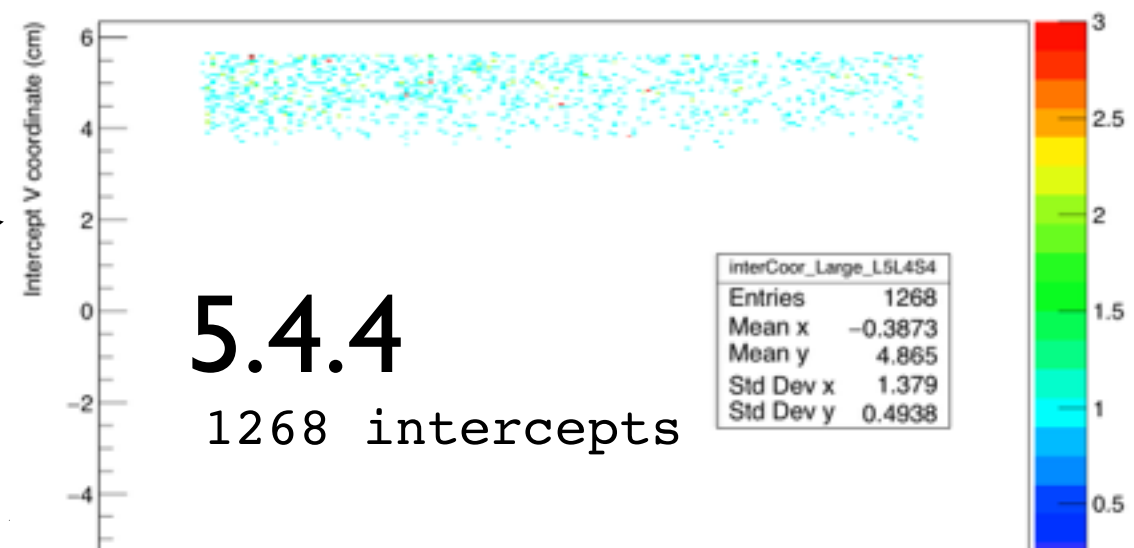 Intercept V coordinate (cm)
6
4
2
0
−2
−4
5.4.4
1268 intercepts
interCoor_Large_L5L4S4
Entries 1268
Mean x −0.3873
Mean y 4.865
Std Dev x 1.379
Std Dev y 0.4938
3
2.5
2
1.5
1
0.5